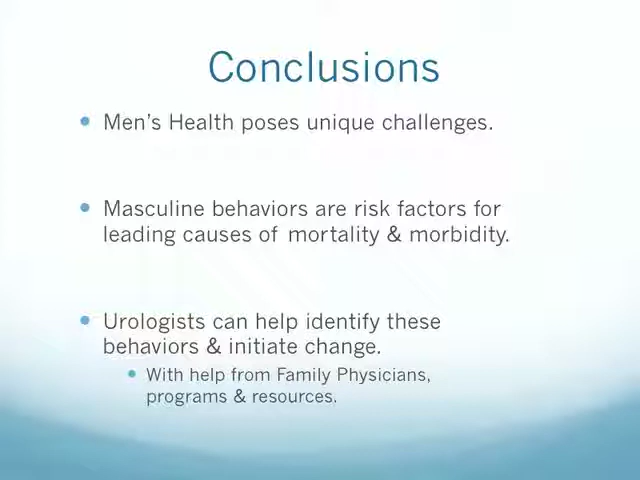 Conclusions
• Men's Health poses unique challenges.
• Masculine behaviors are risk factors for
leading causes of mortality & morbidity.
• Urologists can help identify these
behaviors & initiate change.
• With help from Family Physicians,
programs & resources.